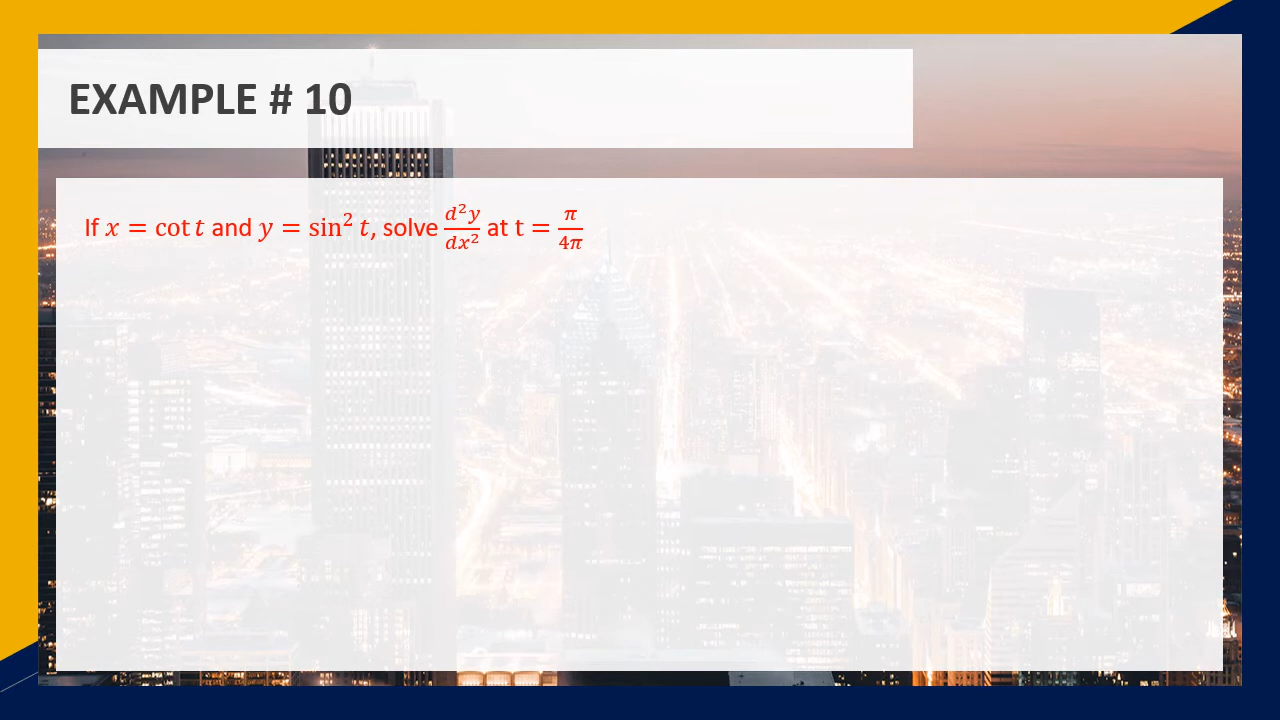 EXAMPLE # 10
If x = cot t and y = sin² t, solve d²y/dx² at t = π/4π